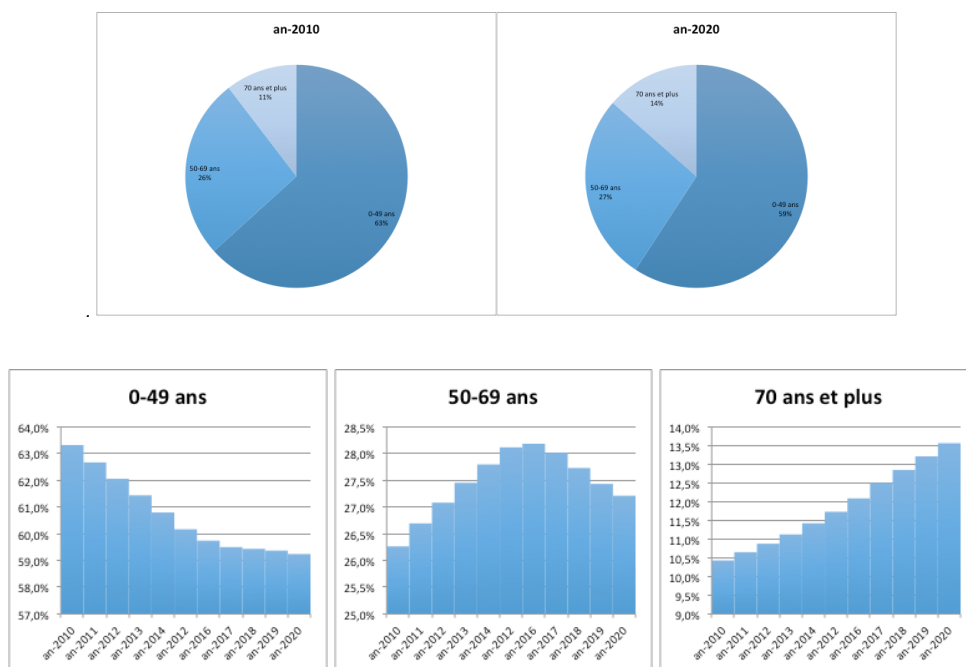 an-2010
70 ans et plus
11%
50-69 ans
26%
0-49 ans
63%
an-2020
70 ans et plus
14%
50-69 ans
27%
0-49 ans
59%
.
0-49 ans
64,0%
63,0%
62,0%
61,0%
60,0%
59,0%
58,0%
57,0%
an-2010
an-2011
an-2012
an-2013
an-2014
an-2012
an-2016
an-2017
an-2018
an-2019
an-2020
50-69 ans
28,5%
28,0%
27,5%
27,0%
26,5%
26,0%
25,5%
25,0%
an-2010
an-2011
an-2012
an-2013
an-2014
an-2012
an-2016
an-2017
an-2018
an-2019
an-2020
70 ans et plus
14,0%
13,5%
13,0%
12,5%
12,0%
11,5%
11,0%
10,5%
10,0%
9,5%
9,0%
an-2010
an-2011
an-2012
an-2013
an-2014
an-2012
an-2016
an-2017
an-2018
an-2019
an-2020